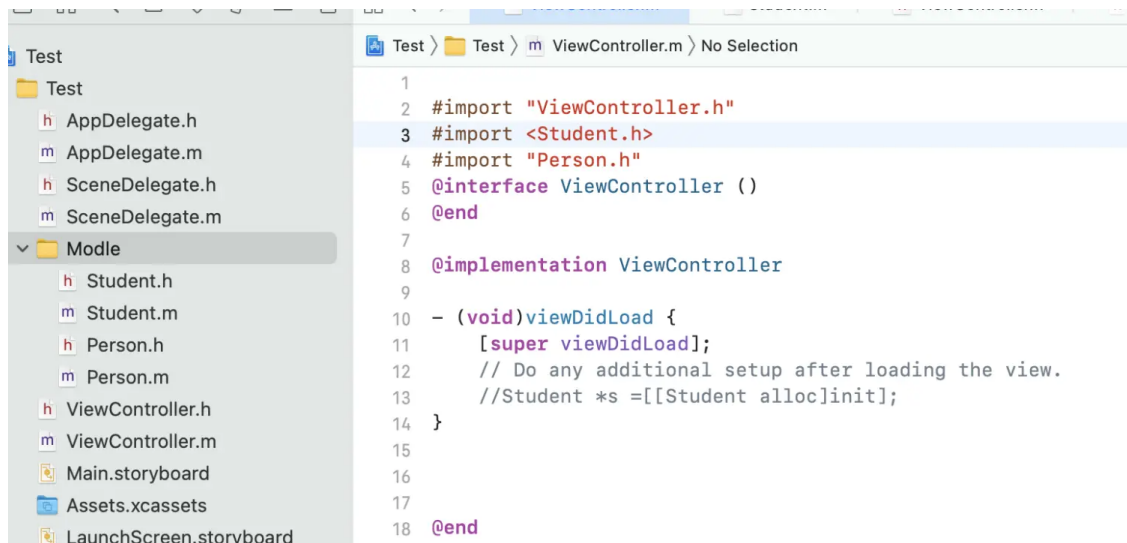 Test
Test
h AppDelegate.h
m AppDelegate.m
h SceneDelegate.h
m SceneDelegate.m
Modle
h Student.h
m Student.m
h Person.h
m Person.m
h ViewController.h
m ViewController.m
Main.storyboard
Assets.xcassets
LaunchScreen.storyboard
Test 〉 Test 〉 m ViewController.m 〉 No Selection
1
2 #import "ViewController.h"
3 #import <Student.h>
4 #import "Person.h"
5 @interface ViewController ()
6 @end
7
8 @implementation ViewController
9
10 - (void)viewDidLoad {
11     [super viewDidLoad];
12     // Do any additional setup after loading the view.
13     //Student *s =[[Student alloc]init];
14 }
15
16
17
18 @end